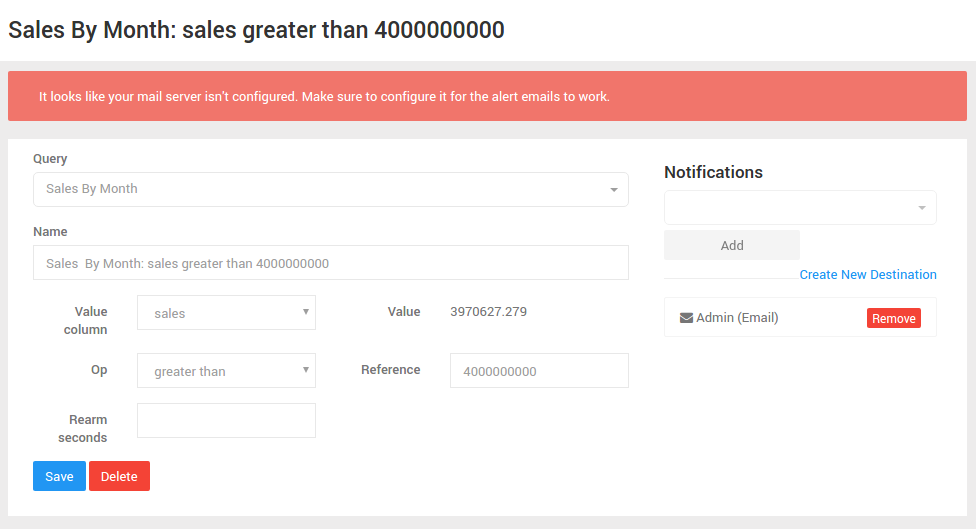 Sales By Month: sales greater than 4000000000
It looks like your mail server isn't configured. Make sure to configure it for the alert emails to work.
Query
Sales By Month
Name
Sales  By Month: sales greater than 4000000000
Value column
sales
Value
3970627.279
Op
greater than
Reference
4000000000
Rearm seconds
Save
Delete
Notifications
Add
Create New Destination
Admin (Email)
Remove